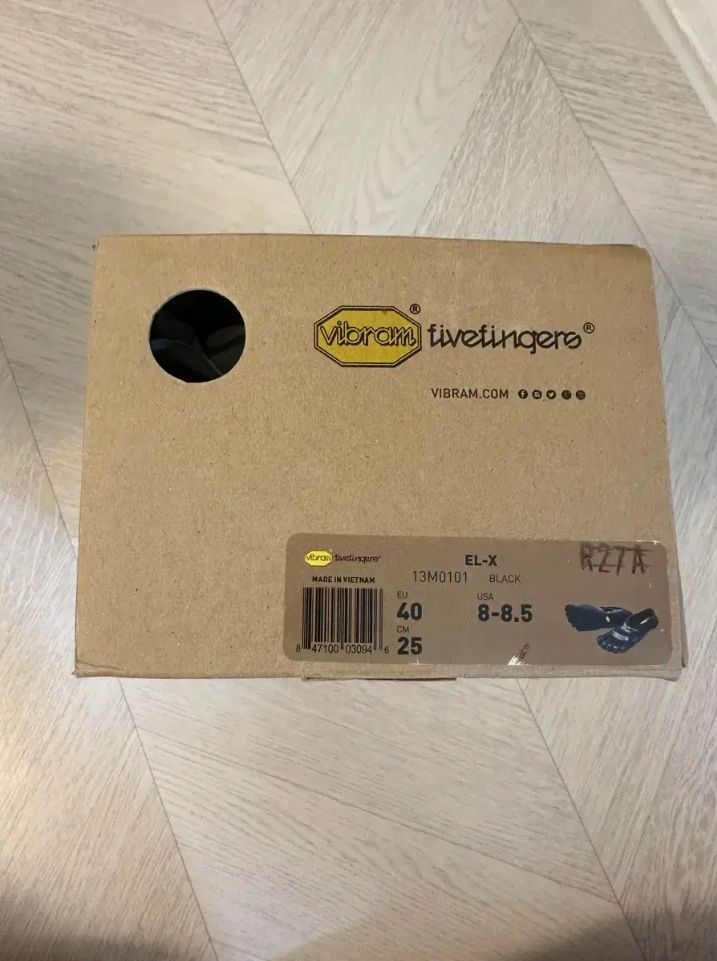 vibram® fivefingers®
VIBRAM.COM
vibram fivefingers®
EL-X
R27A
MADE IN VIETNAM
13M0101 BLACK
EU
40
USA
8-8.5
CM
25
8 47100 03094 6